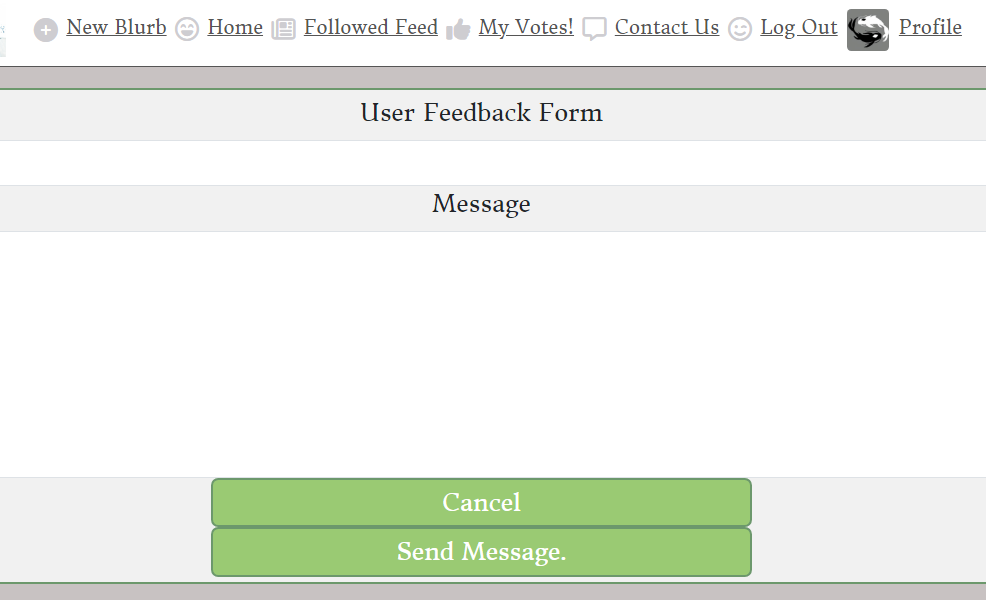 New Blurb Home Followed Feed My Votes! Contact Us Log Out Profile
User Feedback Form
Message
Cancel
Send Message.